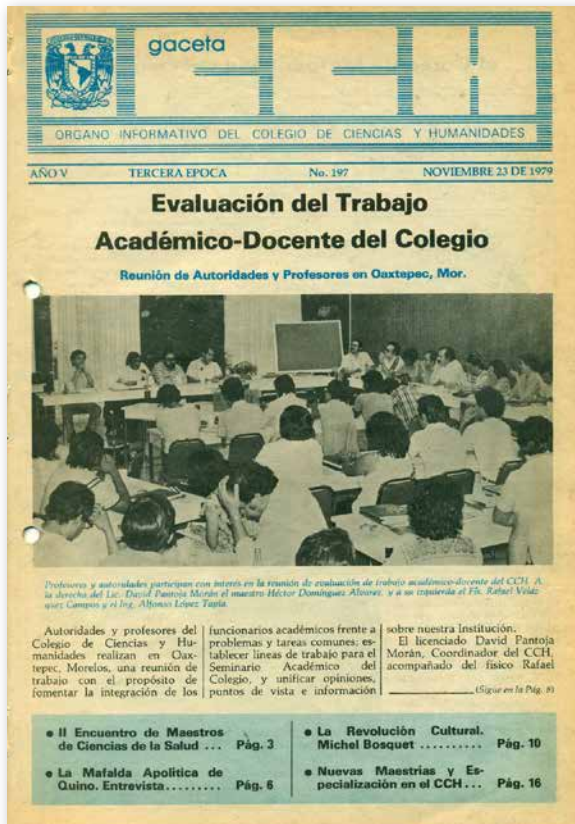 gaceta
CCH
ORGANO INFORMATIVO DEL COLEGIO DE CIENCIAS Y HUMANIDADES
AÑO V TERCERA EPOCA No. 197 NOVIEMBRE 23 DE 1979
Evaluación del Trabajo
Académico-Docente del Colegio
Reunión de Autoridades y Profesores en Oaxtepec, Mor.
Profesores y autoridades participan con interés en la reunión de evaluación de trabajo académico-docente del CCH. A
la derecha del Lic. David Pantoja Morán el maestro Héctor Domínguez Alvarez, y a su izquierda el Fís. Rafael Veláz
quez Campos y el Ing. Alfonso López Tapia.
Autoridades y profesores del
Colegio de Ciencias y Hu-
manidades realizan en Oax-
tepec, Morelos, una reunión de
trabajo con el propósito de
fomentar la integración de los
funcionarios académicos frente a
problemas y tareas comunes; es-
tablecer líneas de trabajo para el
Seminario Académico del
Colegio, y unificar opiniones,
puntos de vista e información
sobre nuestra Institución.
El licenciado David Pantoja
Morán, Coordinador del CCH,
acompañado del físico Rafael
(Sigue en la Pág. 8)
• II Encuentro de Maestros
de Ciencias de la Salud ... Pág. 3
• La Mafalda Apolítica de
Quino. Entrevista......... Pág. 6
• La Revolución Cultural.
Michel Bosquet .......... Pág. 10
• Nuevas Maestrías y Es-
pecialización en el CCH... Pág. 16